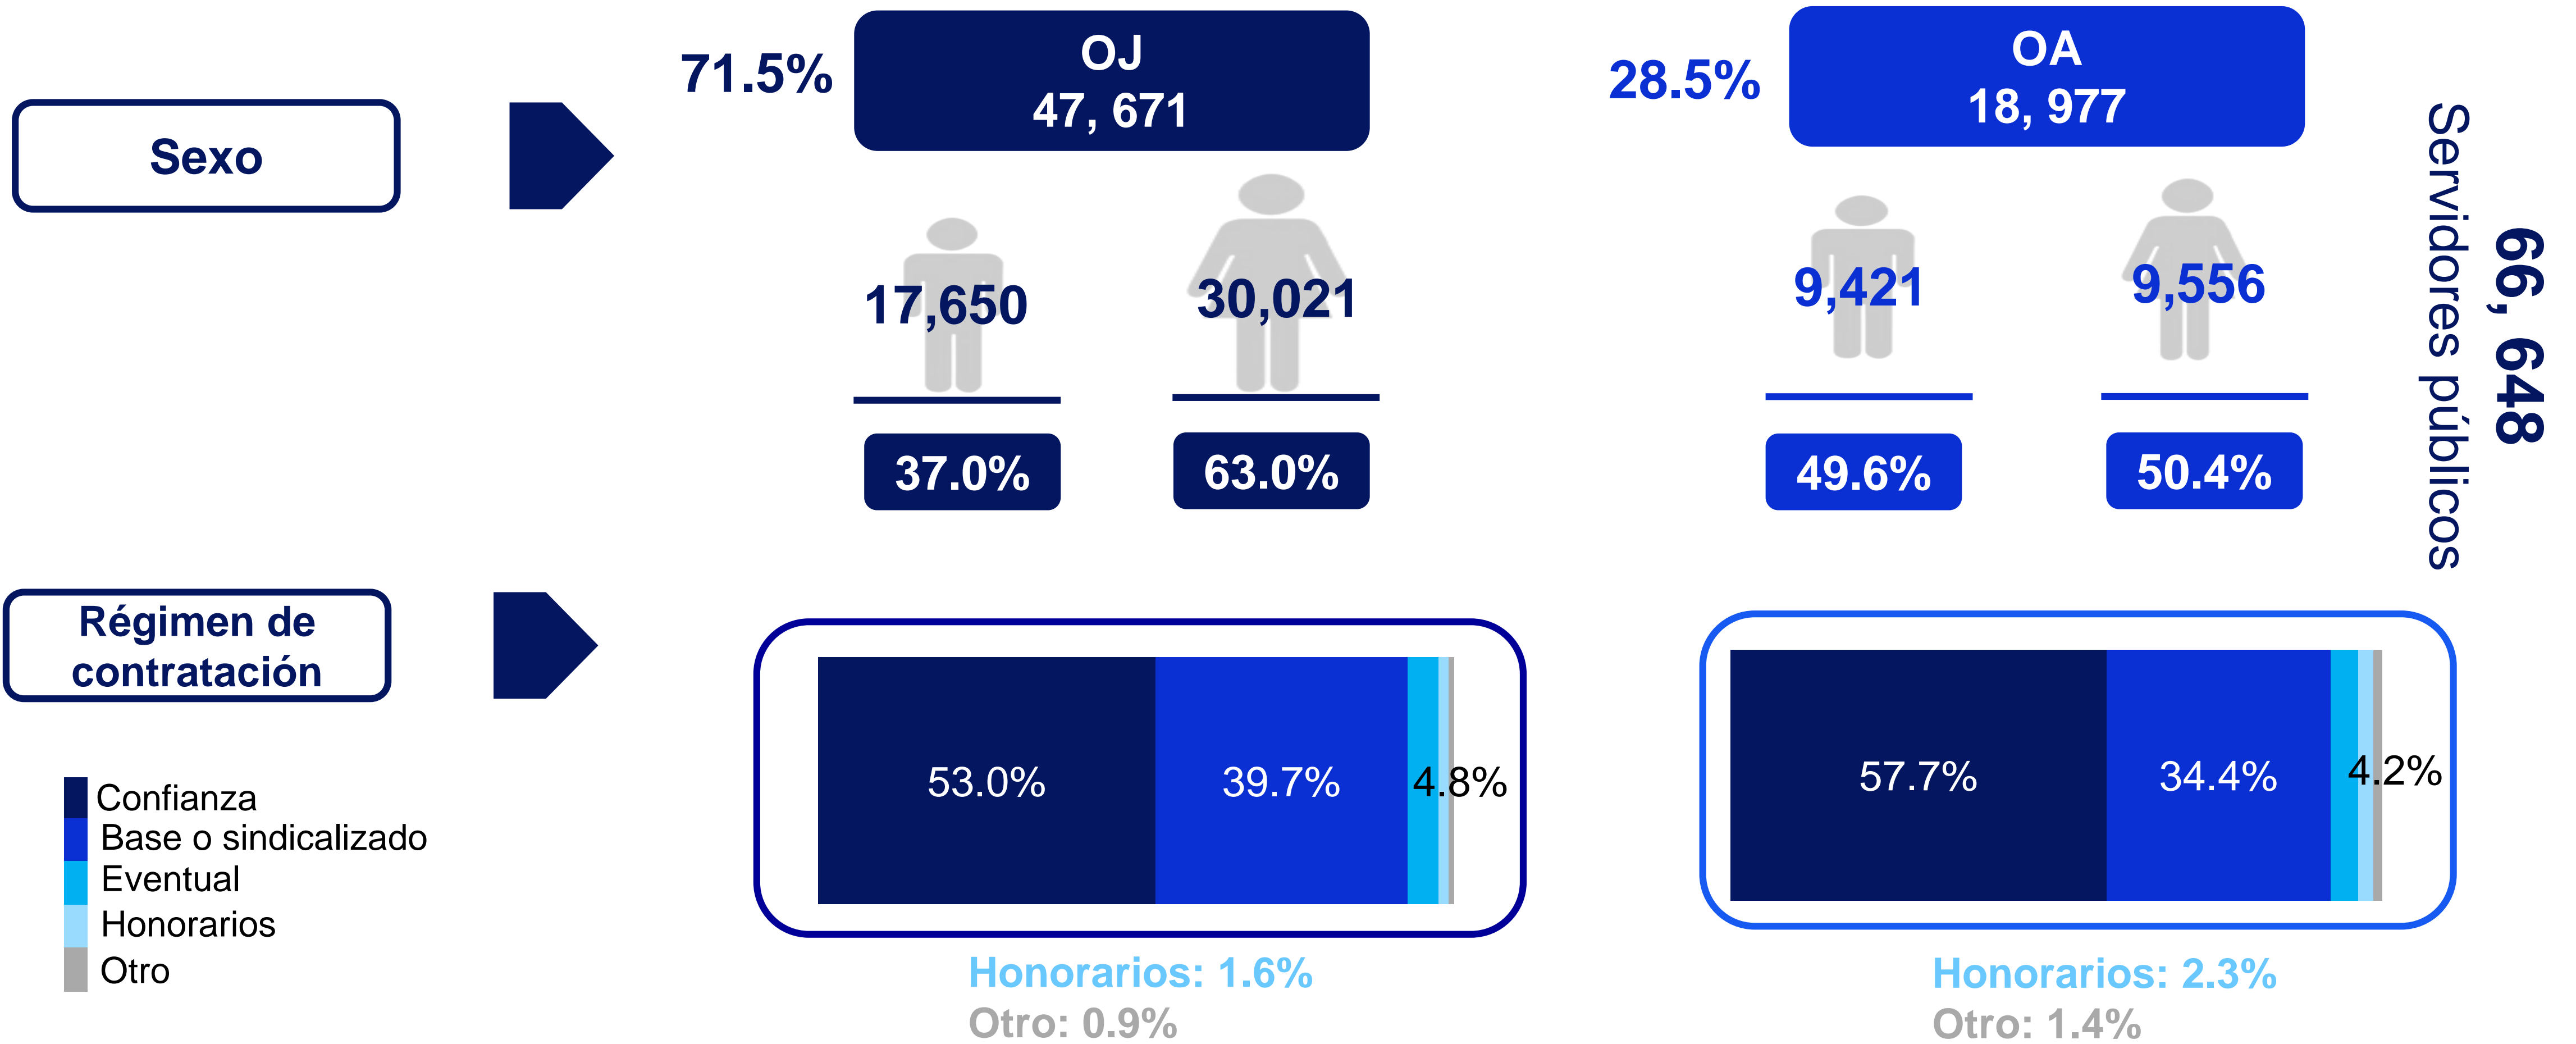 Sexo
71.5%
OJ
47, 671
17,650
30,021
37.0%
63.0%
28.5%
OA
18, 977
9,421
9,556
49.6%
50.4%
Servidores públicos
66, 648
Régimen de
contratación
Confianza
Base o sindicalizado
Eventual
Honorarios
Otro
53.0%
39.7%
4.8%
Honorarios: 1.6%
Otro: 0.9%
57.7%
34.4%
4.2%
Honorarios: 2.3%
Otro: 1.4%